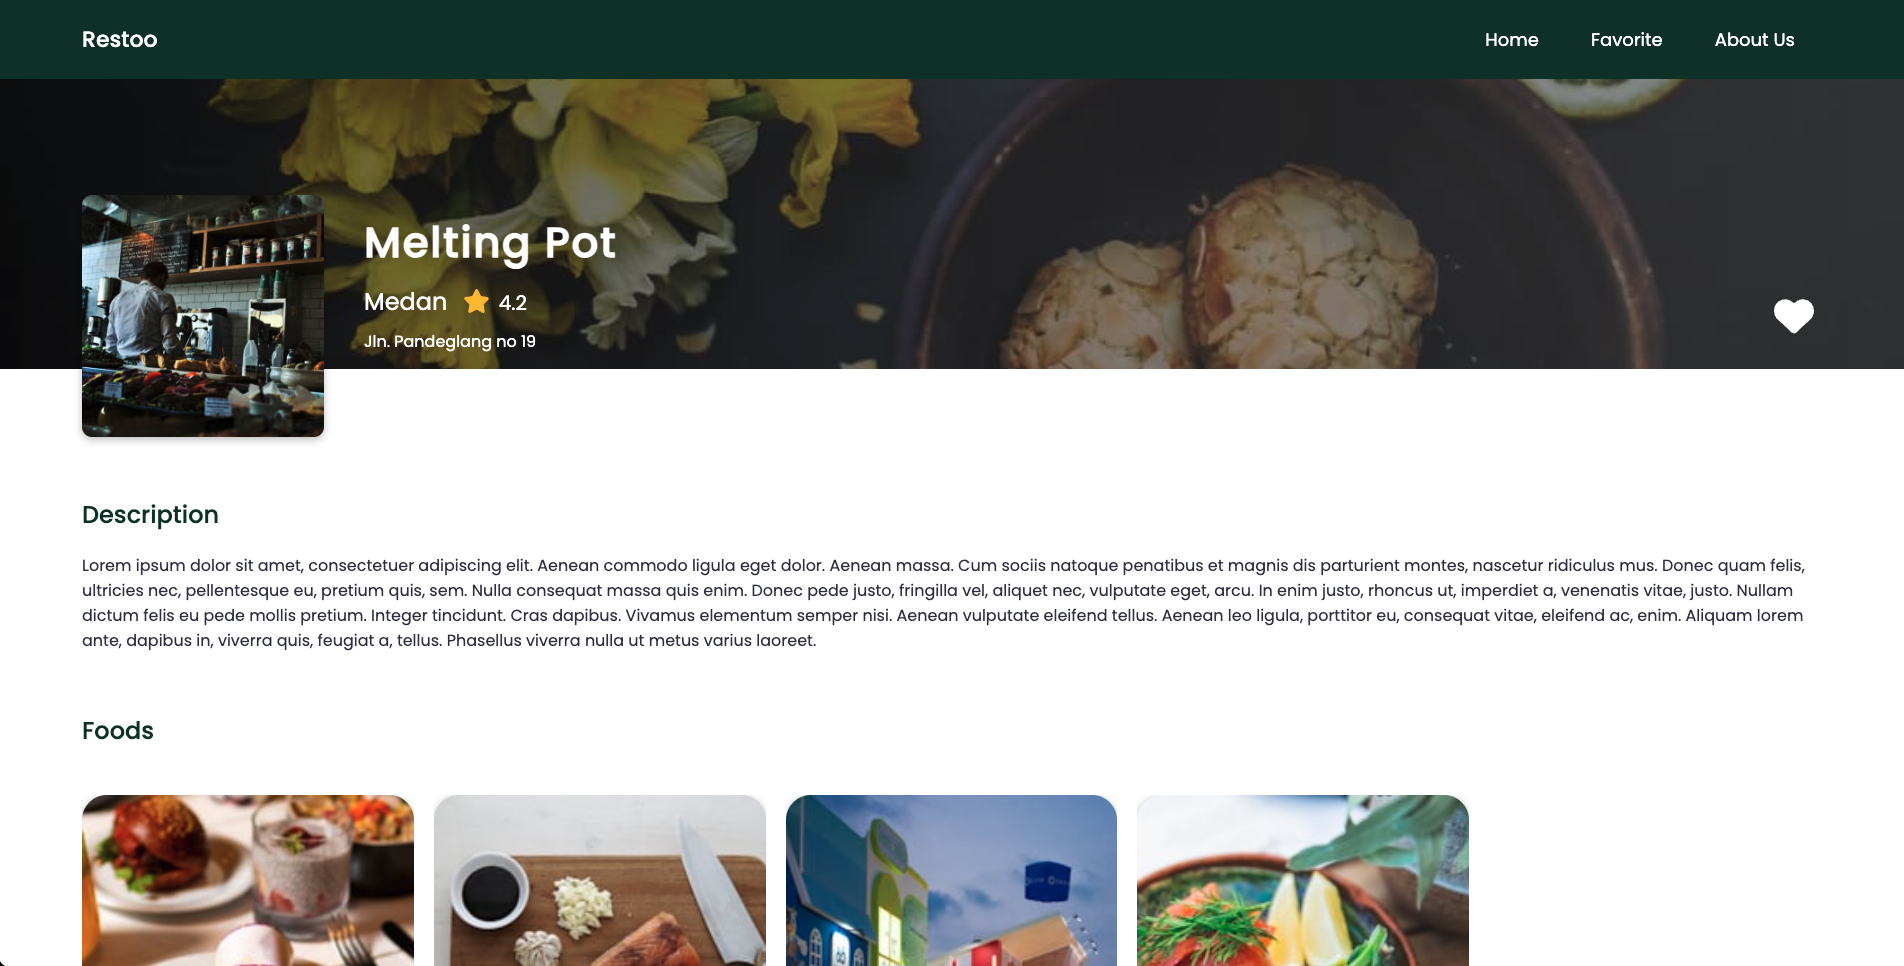 Restoo
Home
Favorite
About Us
Melting Pot
Medan
4.2
Jln. Pandeglang no 19
Description
Lorem ipsum dolor sit amet, consectetuer adipiscing elit. Aenean commodo ligula eget dolor. Aenean massa. Cum sociis natoque penatibus et magnis dis parturient montes, nascetur ridiculus mus. Donec quam felis,
ultricies nec, pellentesque eu, pretium quis, sem. Nulla consequat massa quis enim. Donec pede justo, fringilla vel, aliquet nec, vulputate eget, arcu. In enim justo, rhoncus ut, imperdiet a, venenatis vitae, justo. Nullam
dictum felis eu pede mollis pretium. Integer tincidunt. Cras dapibus. Vivamus elementum semper nisi. Aenean vulputate eleifend tellus. Aenean leo ligula, porttitor eu, consequat vitae, eleifend ac, enim. Aliquam lorem
ante, dapibus in, viverra quis, feugiat a, tellus. Phasellus viverra nulla ut metus varius laoreet.
Foods